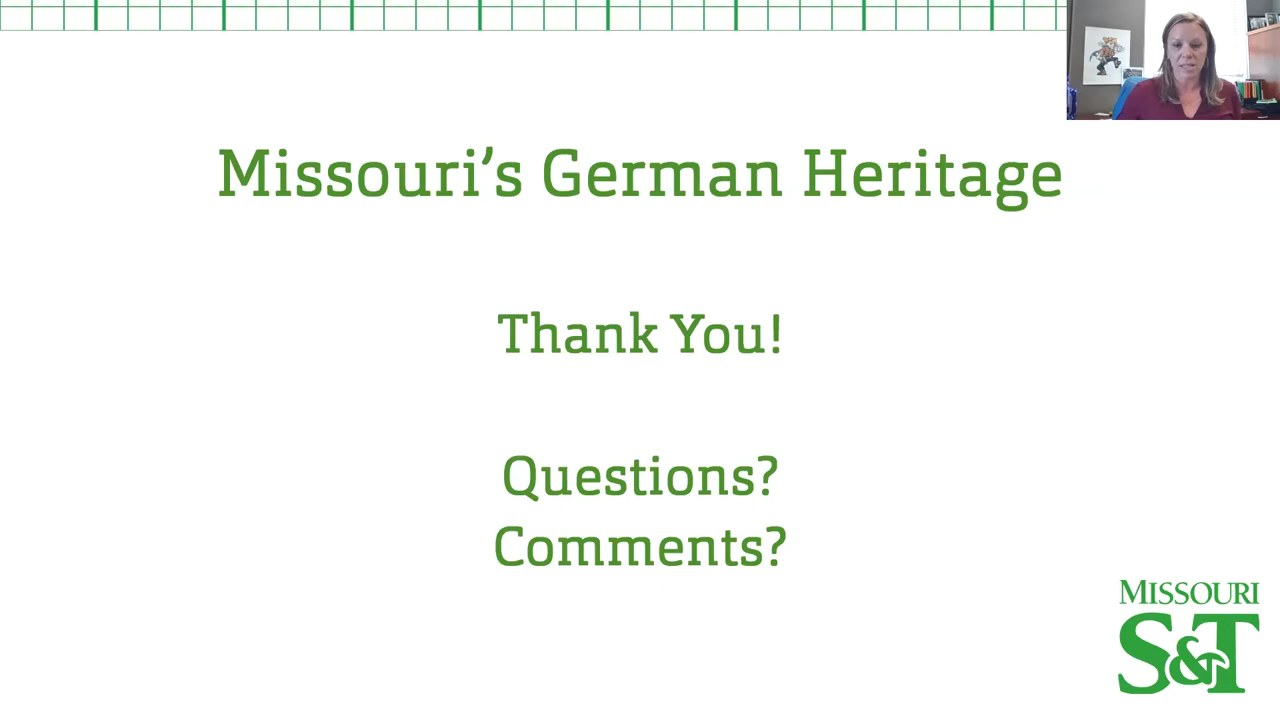 Missouri’s German Heritage
Thank You!
Questions?
Comments?
MISSOURI
S&T